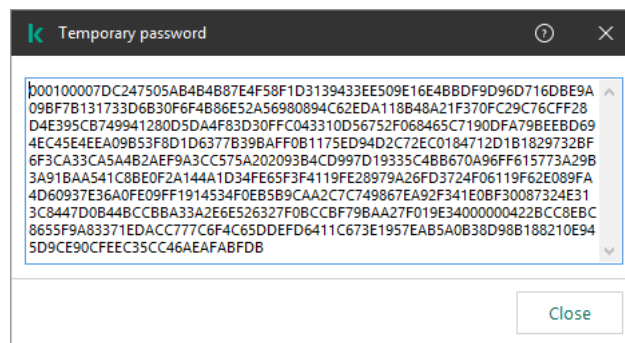 Temporary password
000100007DC247505AB4B4B87E4F58F1D3139433EE509E16E4BBDF9D96D716DBE9A
09BF7B131733D6B30F6F4B86E52A56980894C62EDA118B48A21F370FC29C76CFF28
D4E395CB749941280D5DA4F83D30FFC043310D56752F068465C7190DFA79BEEBD69
4EC45E4EEA09B53F8D1D6377B39BAFF0B1175ED94D2C72EC0184712D1B1829732BF
6F3CA33CA5A4B2AEF9A3CC575A202093B4CD997D19335C4BB670A96FF615773A29B
3A91BAA541C8BE0F2A144A1D34FE65F3F4119FE28979A26FD3724F06119F62E089FA
4D60937E36A0FE09FF1914534F0EB5B9CAA2C7C749867EA92F341E0BF30087324E31
3C8447D0B44BCCBBA33A2E6E526327F0BCCBF79BAA27F019E34000000422BCC8EBC
8655F9A83371EDACC777C6F4C65DDEFD6411C673E1957EAB5A0B38D98B188210E94
5D9CE90CFEEC35CC46AEAFABFDB
Close